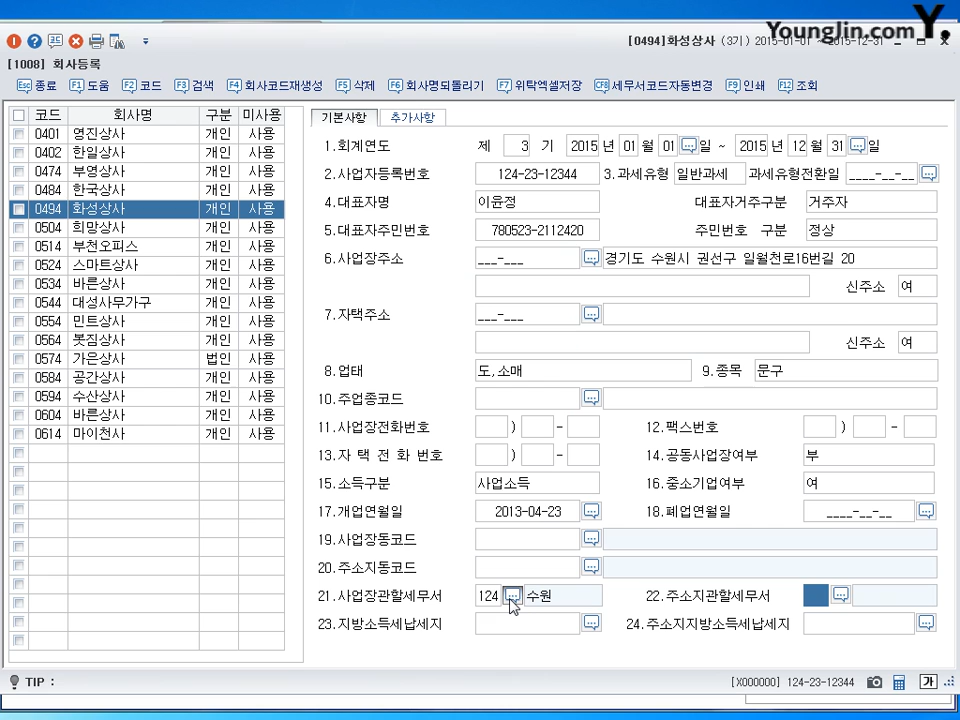 YoungJin.com Y.
[0494]화성상사 (3기) 2015-01-01 ~ 2015-12-31
[1008] 회사등록
Esc 종료 F1 도움 F2 코드 F3 검색 F4 회사코드재생성 F5 삭제 F6 회사명되돌리기 F7 위탁엑셀저장 CF8 세무서코드자동변경 F9 인쇄 F12 조회
코드 회사명 구분 미사용
0401 영진상사 개인 사용
0402 한일상사 개인 사용
0474 부영상사 개인 사용
0484 한국상사 개인 사용
0494 화성상사 개인 사용
0504 희망상사 개인 사용
0514 부천오피스 개인 사용
0524 스마트상사 개인 사용
0534 바른상사 개인 사용
0544 대성사무가구 개인 사용
0554 민트상사 개인 사용
0564 봇짐상사 개인 사용
0574 가은상사 법인 사용
0584 공간상사 개인 사용
0594 수산상사 개인 사용
0604 바른상사 개인 사용
0614 마이천사 개인 사용
기본사항 추가사항
1.회계연도 제 3 기 2015 년 01 월 01 일 ~ 2015 년 12 월 31 일
2.사업자등록번호 124-23-12344 3.과세유형 일반과세 과세유형전환일 ____-__-__
4.대표자명 이윤정 대표자거주구분 거주자
5.대표자주민번호 780523-2112420 주민번호 구분 정상
6.사업장주소 ___-___ 경기도 수원시 권선구 일월천로16번길 20
신주소 여
7.자택주소 ___-___
신주소 여
8.업태 도,소매 9.종목 문구
10.주업종코드
11.사업장전화번호 ) - 12.팩스번호 ) -
13.자 택 전 화 번호 ) - 14.공동사업장여부 부
15.소득구분 사업소득 16.중소기업여부 여
17.개업연월일 2013-04-23 18.폐업연월일 ____-__-__
19.사업장동코드
20.주소지동코드
21.사업장관할세무서 124 수원 22.주소지관할세무서
23.지방소득세납세지 24.주소지지방소득세납세지
TIP :
[X000000] 124-23-12344 가